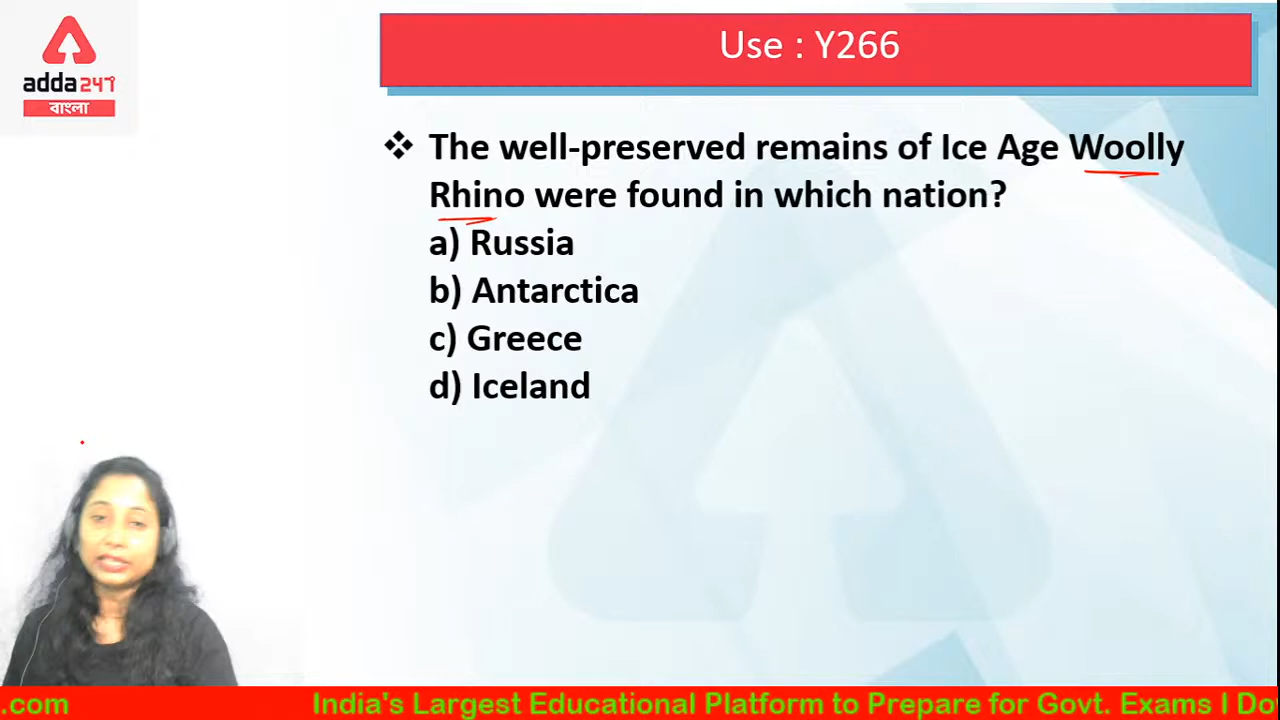 adda247
বাংলা
Use : Y266
❖ The well-preserved remains of Ice Age Woolly
Rhino were found in which nation?
a) Russia
b) Antarctica
c) Greece
d) Iceland
.com India's Largest Educational Platform to Prepare for Govt. Exams I Do